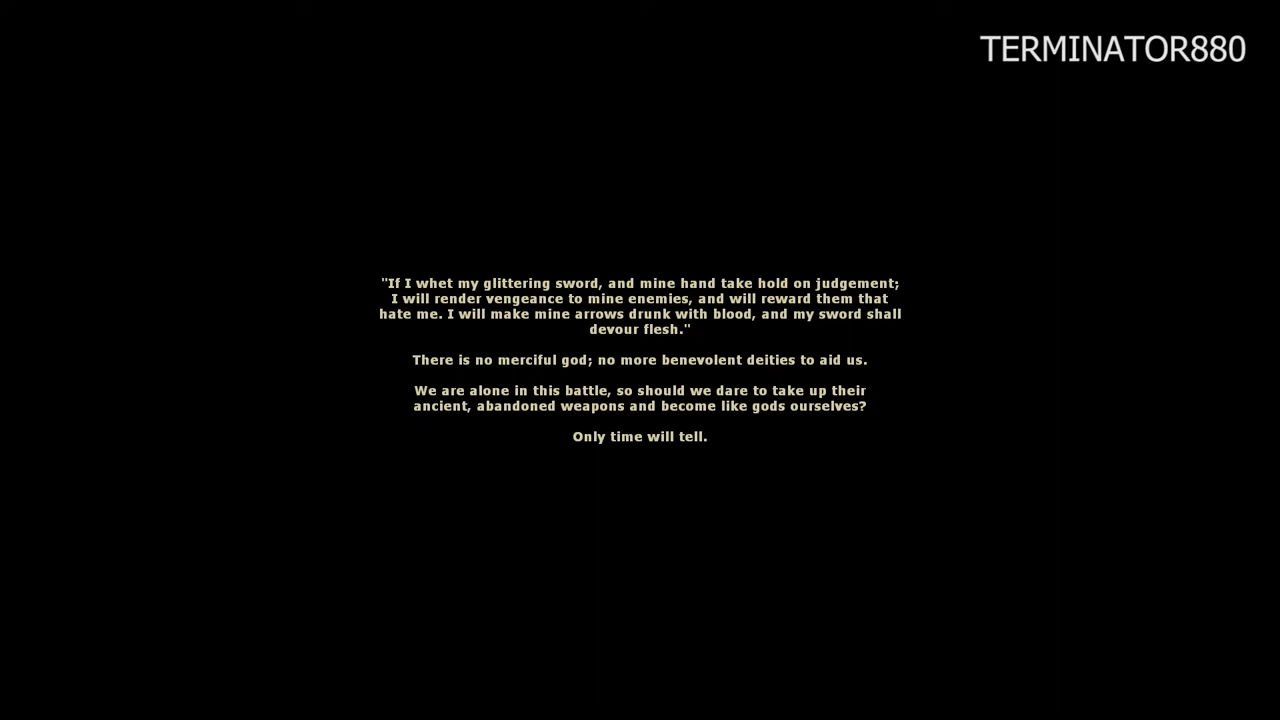 TERMINATOR880
"If I whet my glittering sword, and mine hand take hold on judgement;
I will render vengeance to mine enemies, and will reward them that
hate me. I will make mine arrows drunk with blood, and my sword shall
devour flesh."
There is no merciful god; no more benevolent deities to aid us.
We are alone in this battle, so should we dare to take up their
ancient, abandoned weapons and become like gods ourselves?
Only time will tell.